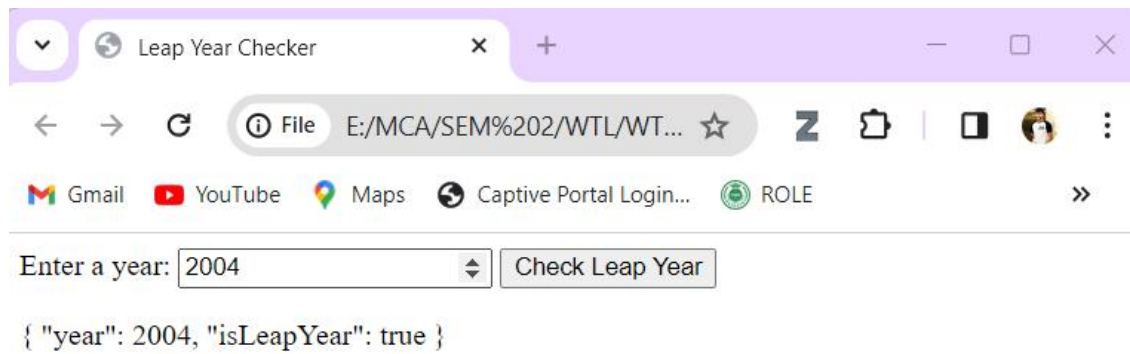 Leap Year Checker
File E:/MCA/SEM%202/WTL/WT...
Z
Gmail YouTube Maps Captive Portal Login... ROLE
Enter a year: 2004 Check Leap Year
{ "year": 2004, "isLeapYear": true }